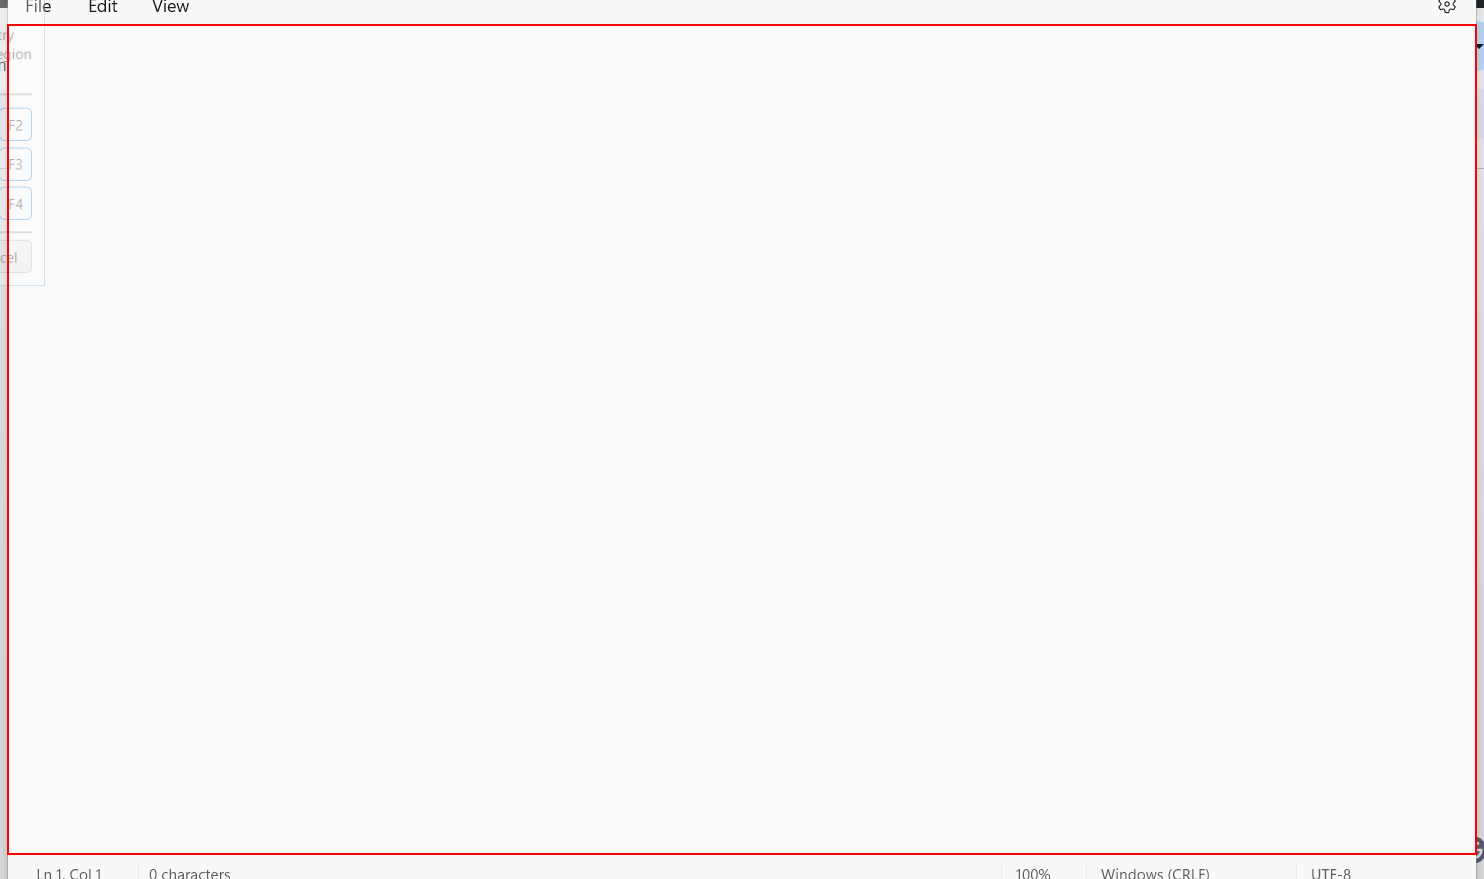 File Edit View
try
egion
F2
F3
F4
cel
Ln 1, Col 1 0 characters 100% Windows (CRLF) UTF-8